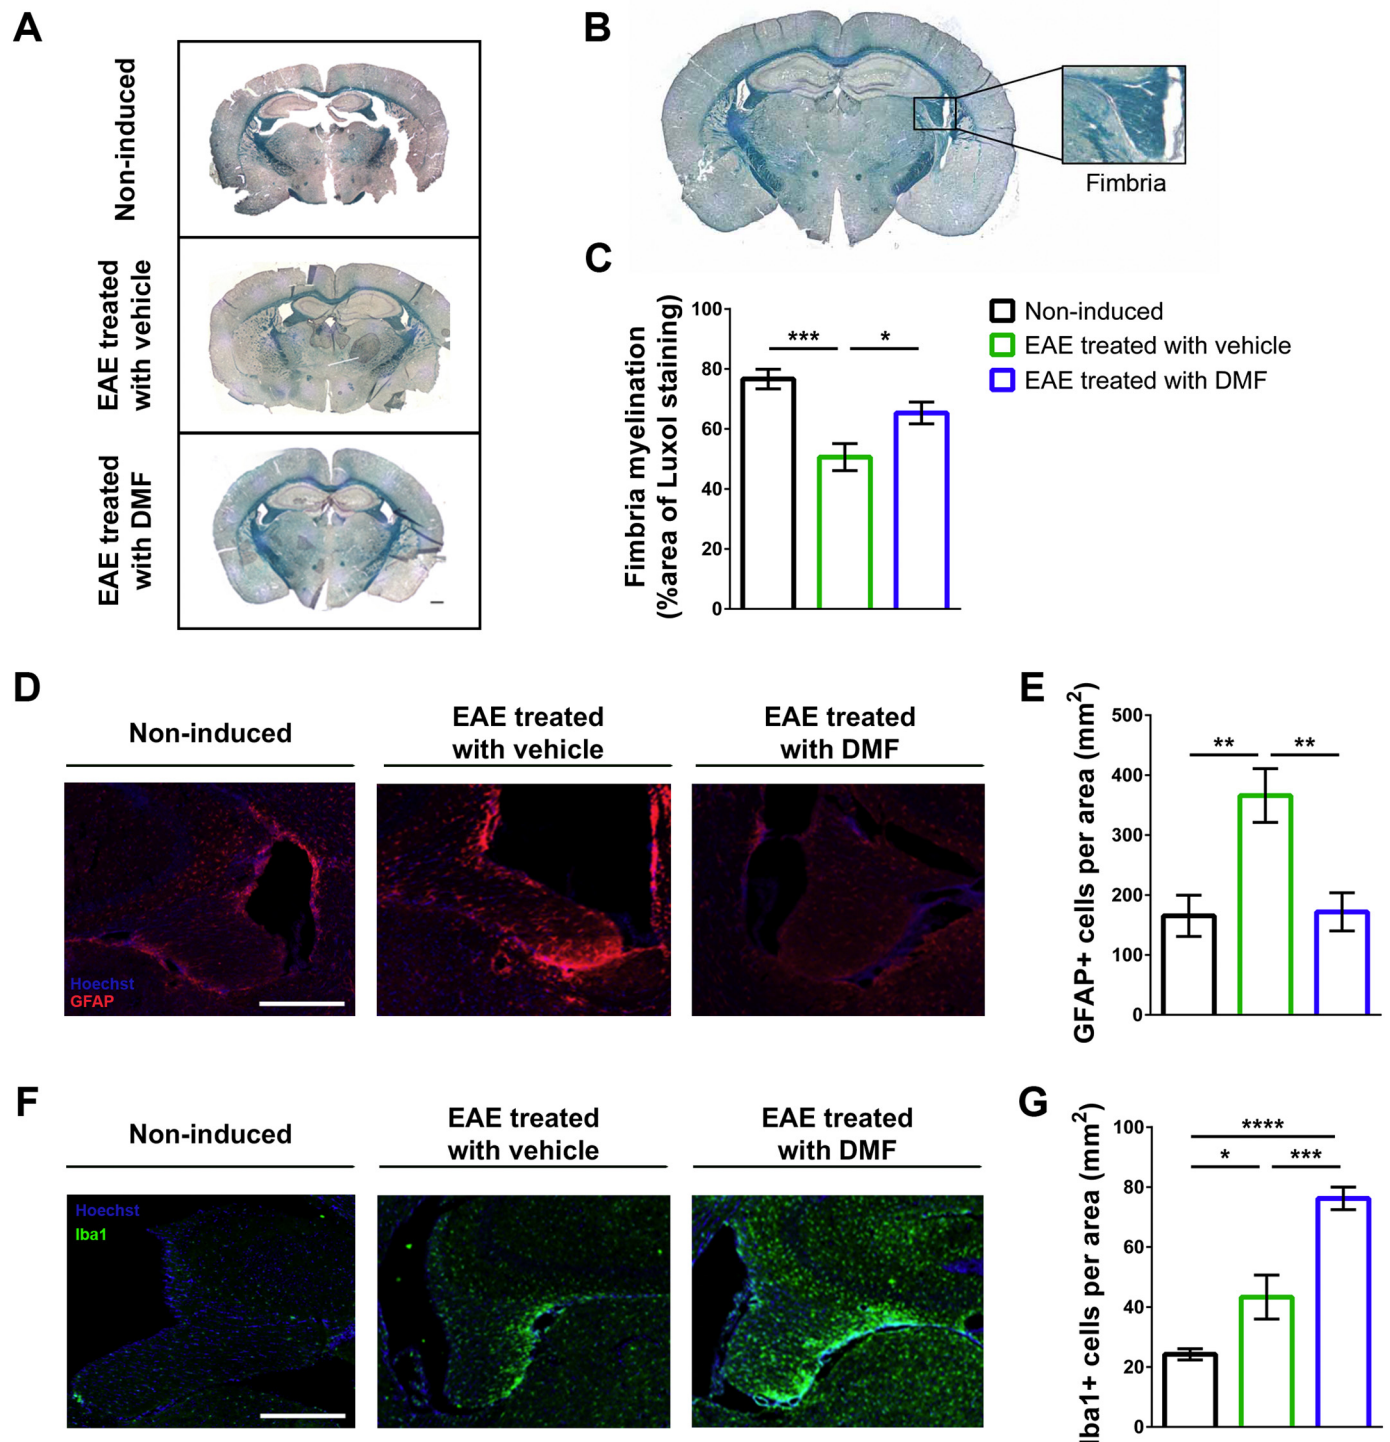 A
Non-induced
EAE treated
with vehicle
EAE treated
with DMF
B
Fimbria
C
Fimbria myelination
(%area of Luxol staining)
100
80
60
40
20
0
***
*
Non-induced
EAE treated with vehicle
EAE treated with DMF
D
Non-induced
EAE treated
with vehicle
EAE treated
with DMF
Hoechst
GFAP
E
GFAP+ cells per area (mm²)
500
400
300
200
100
0
**
**
F
Non-induced
EAE treated
with vehicle
EAE treated
with DMF
Hoechst
Iba1
G
Iba1+ cells per area (mm²)
100
80
60
40
20
0
****
*
***